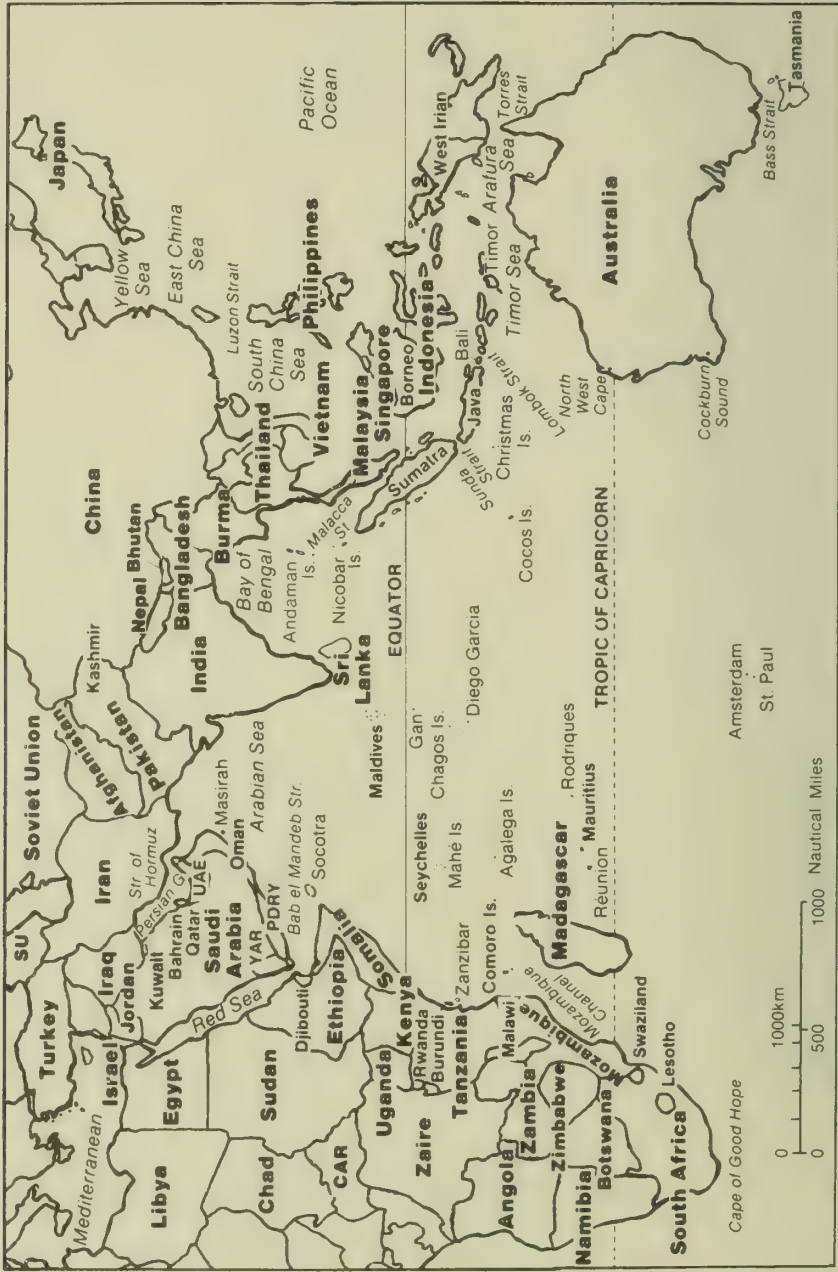 Soviet Union
SU
Turkey
Mediterranean
Israel
Iraq
Jordan
Iran
Afghanistan
Kashmir
Pakistan
China
Nepal
Bhutan
Bangladesh
Japan
Yellow
Sea
East China
Sea
Libya
Egypt
Kuwait
Persian G.
Str of
Hormuz
Bahrain
Qatar
UAE
Saudi
Arabia
Oman
Masirah
YAR
PDRY
Red Sea
Arabian Sea
India
Burma
Bay of
Bengal
Thailand
Vietnam
Luzon Strait
South
China
Sea
Philippines
Pacific
Ocean
Chad
Sudan
CAR
Djibouti
Ethiopia
Somalia
Bab el Mandeb Str.
Socotra
Andaman
Is.
Nicobar
Is.
Malacca
St
Sri
Lanka
Maldives
Malaysia
Singapore
EQUATOR
Uganda
Kenya
Zaire
Rwanda
Burundi
Tanzania
Zanzibar
Seychelles
Mahé Is
Gan
Chagos Is.
Diego Garcia
Sumatra
Borneo
Indonesia
West Irian
Java
Bali
Sunda
Strait
Christmas
Is.
Lombok Strait
Timor
Timor Sea
Arafura
Sea
Torres
Strait
Cocos Is.
Angola
Zambia
Malawi
Comoro Is.
Agalega Is.
Mozambique
Mozambique
Channel
Madagascar
Zimbabwe
Namibia
Botswana
Réunion
Mauritius
Rodriques
North
West
Cape
Australia
TROPIC OF CAPRICORN
Swaziland
Lesotho
South Africa
Cape of Good Hope
Amsterdam
St. Paul
Cockburn
Sound
Bass Strait
Tasmania
0
1000km
0
500
1000
Nautical Miles